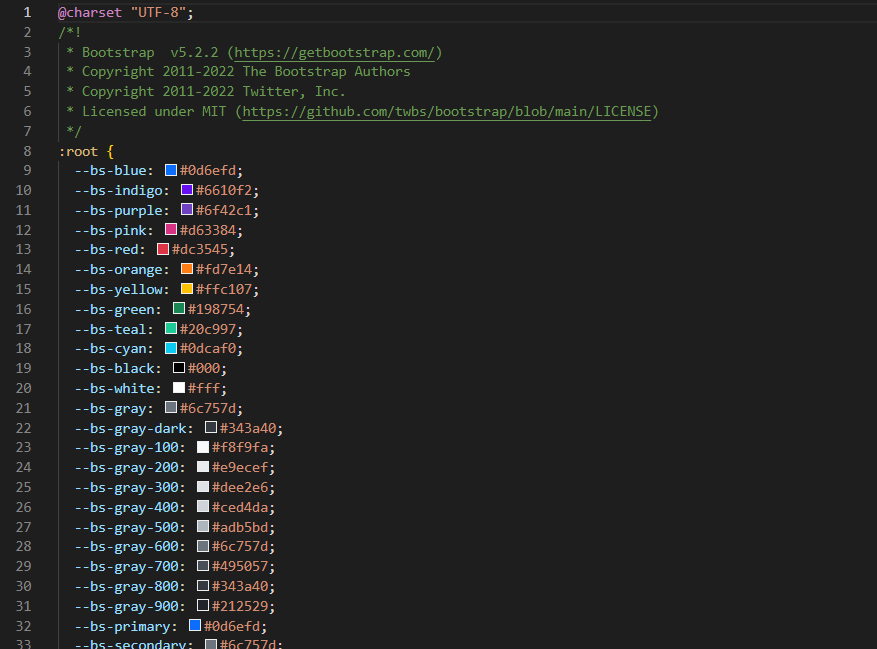 1 @charset "UTF-8";
2 /*!
3  * Bootstrap  v5.2.2 (https://getbootstrap.com/)
4  * Copyright 2011-2022 The Bootstrap Authors
5  * Copyright 2011-2022 Twitter, Inc.
6  * Licensed under MIT (https://github.com/twbs/bootstrap/blob/main/LICENSE)
7  */
8 :root {
9   --bs-blue: #0d6efd;
10   --bs-indigo: #6610f2;
11   --bs-purple: #6f42c1;
12   --bs-pink: #d63384;
13   --bs-red: #dc3545;
14   --bs-orange: #fd7e14;
15   --bs-yellow: #ffc107;
16   --bs-green: #198754;
17   --bs-teal: #20c997;
18   --bs-cyan: #0dcaf0;
19   --bs-black: #000;
20   --bs-white: #fff;
21   --bs-gray: #6c757d;
22   --bs-gray-dark: #343a40;
23   --bs-gray-100: #f8f9fa;
24   --bs-gray-200: #e9ecef;
25   --bs-gray-300: #dee2e6;
26   --bs-gray-400: #ced4da;
27   --bs-gray-500: #adb5bd;
28   --bs-gray-600: #6c757d;
29   --bs-gray-700: #495057;
30   --bs-gray-800: #343a40;
31   --bs-gray-900: #212529;
32   --bs-primary: #0d6efd;
33   --bs-secondary: #6c757d;